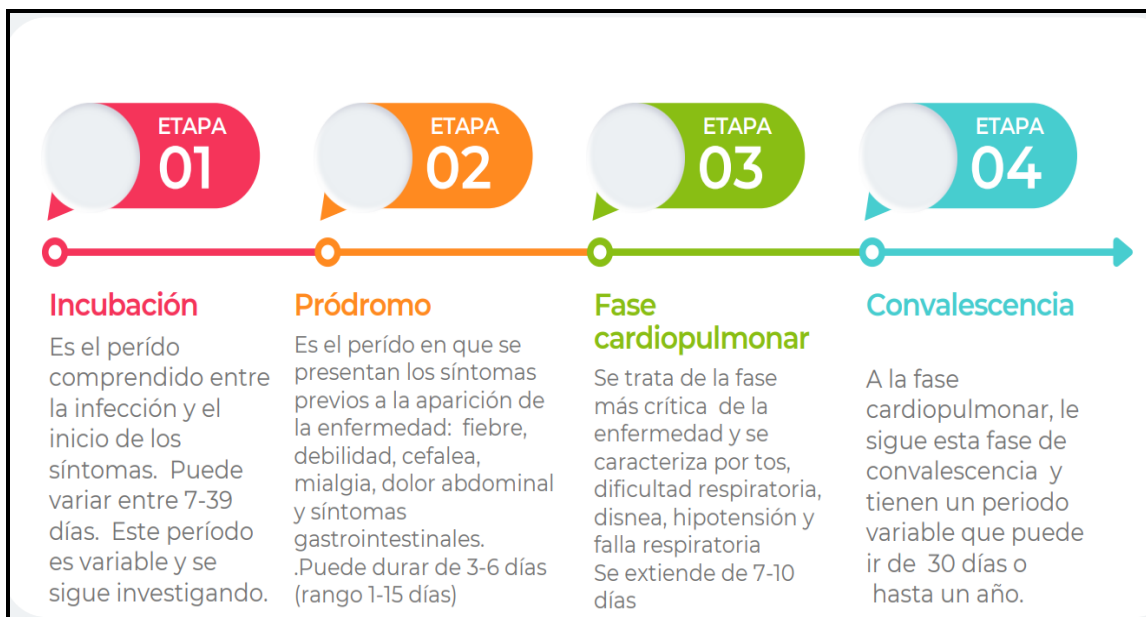 ETAPA
01
ETAPA
02
ETAPA
03
ETAPA
04
Incubación
Es el perído
comprendido entre
la infección y el
inicio de los
síntomas. Puede
variar entre 7-39
días. Este período
es variable y se
sigue investigando.
Pródromo
Es el perído en que se
presentan los síntomas
previos a la aparición de
la enfermedad: fiebre,
debilidad, cefalea,
mialgia, dolor abdominal
y síntomas
gastrointestinales.
.Puede durar de 3-6 días
(rango 1-15 días)
Fase
cardiopulmonar
Se trata de la fase
más crítica de la
enfermedad y se
caracteriza por tos,
dificultad respiratoria,
disnea, hipotensión y
falla respiratoria
Se extiende de 7-10
días
Convalescencia
A la fase
cardiopulmonar, le
sigue esta fase de
convalescencia y
tienen un periodo
variable que puede
ir de 30 días o
hasta un año.